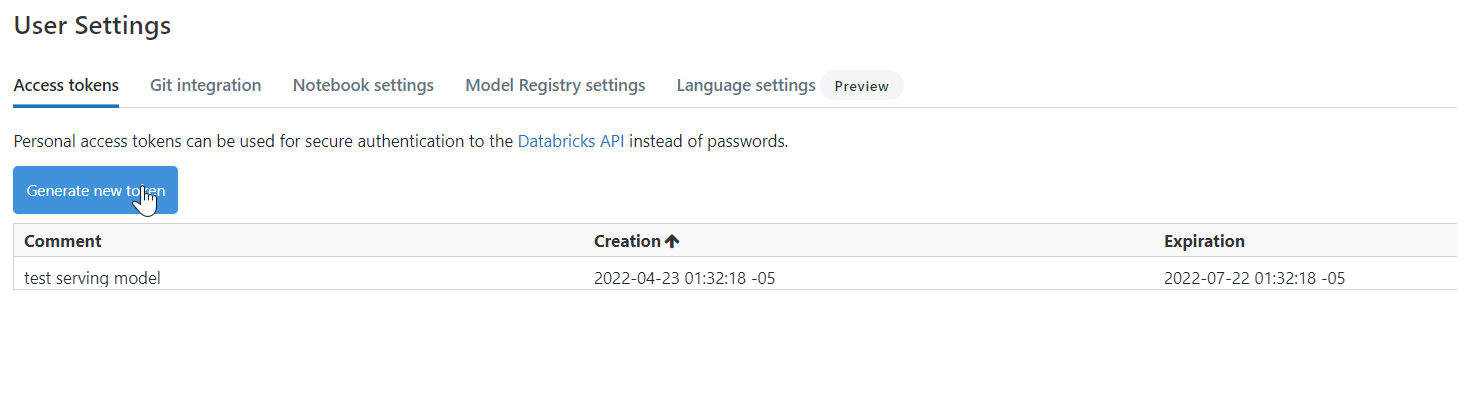 User Settings
Access tokens Git integration Notebook settings Model Registry settings Language settings Preview
Personal access tokens can be used for secure authentication to the Databricks API instead of passwords.
Generate new token
Comment Creation Expiration
test serving model 2022-04-23 01:32:18 -05 2022-07-22 01:32:18 -05